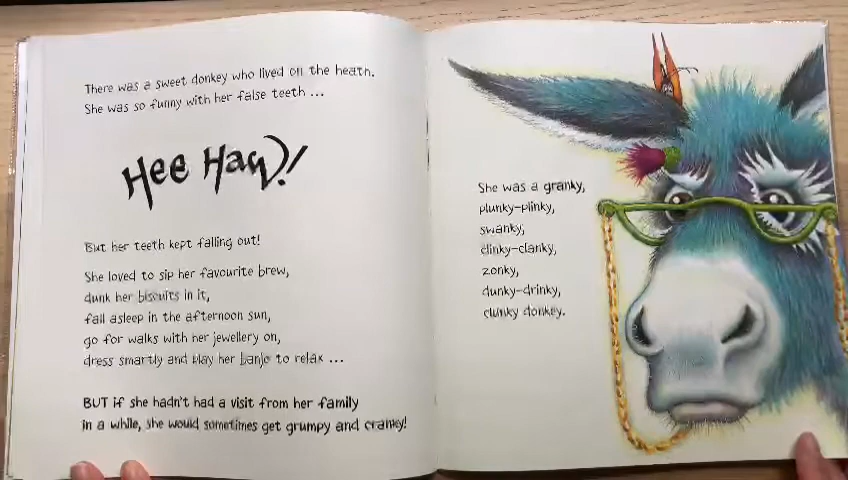 There was a sweet donkey who lived on the heath.
She was so funny with her false teeth ...
Hee Haw!
But her teeth kept falling out!
She loved to sip her favourite brew,
dunk her biscuits in it,
fall asleep in the afternoon sun,
go for walks with her jewellery on,
dress smartly and play her banjo to relax ...
BUT if she hadn't had a visit from her family
in a while, she would sometimes get grumpy and cranky!
She was a granky,
plunky-plinky,
swanky,
clinky-clanky,
zonky,
dunky-drinky,
clunky donkey.